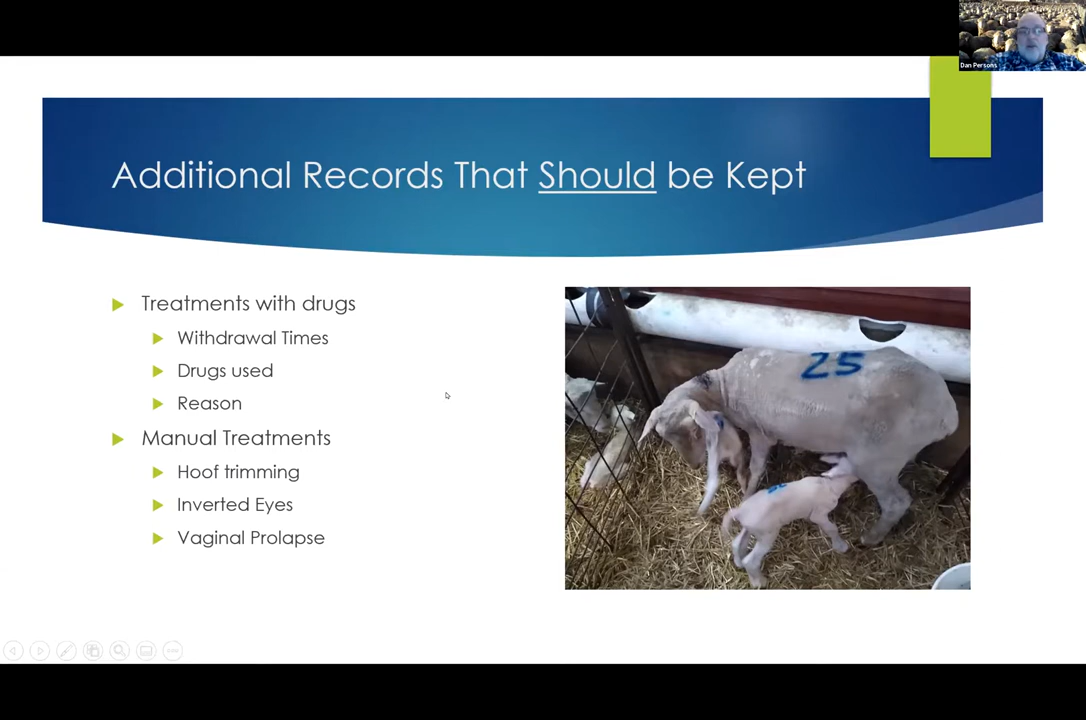 Dan Persons
Additional Records That Should be Kept
Treatments with drugs
Withdrawal Times
Drugs used
Reason
Manual Treatments
Hoof trimming
Inverted Eyes
Vaginal Prolapse
25